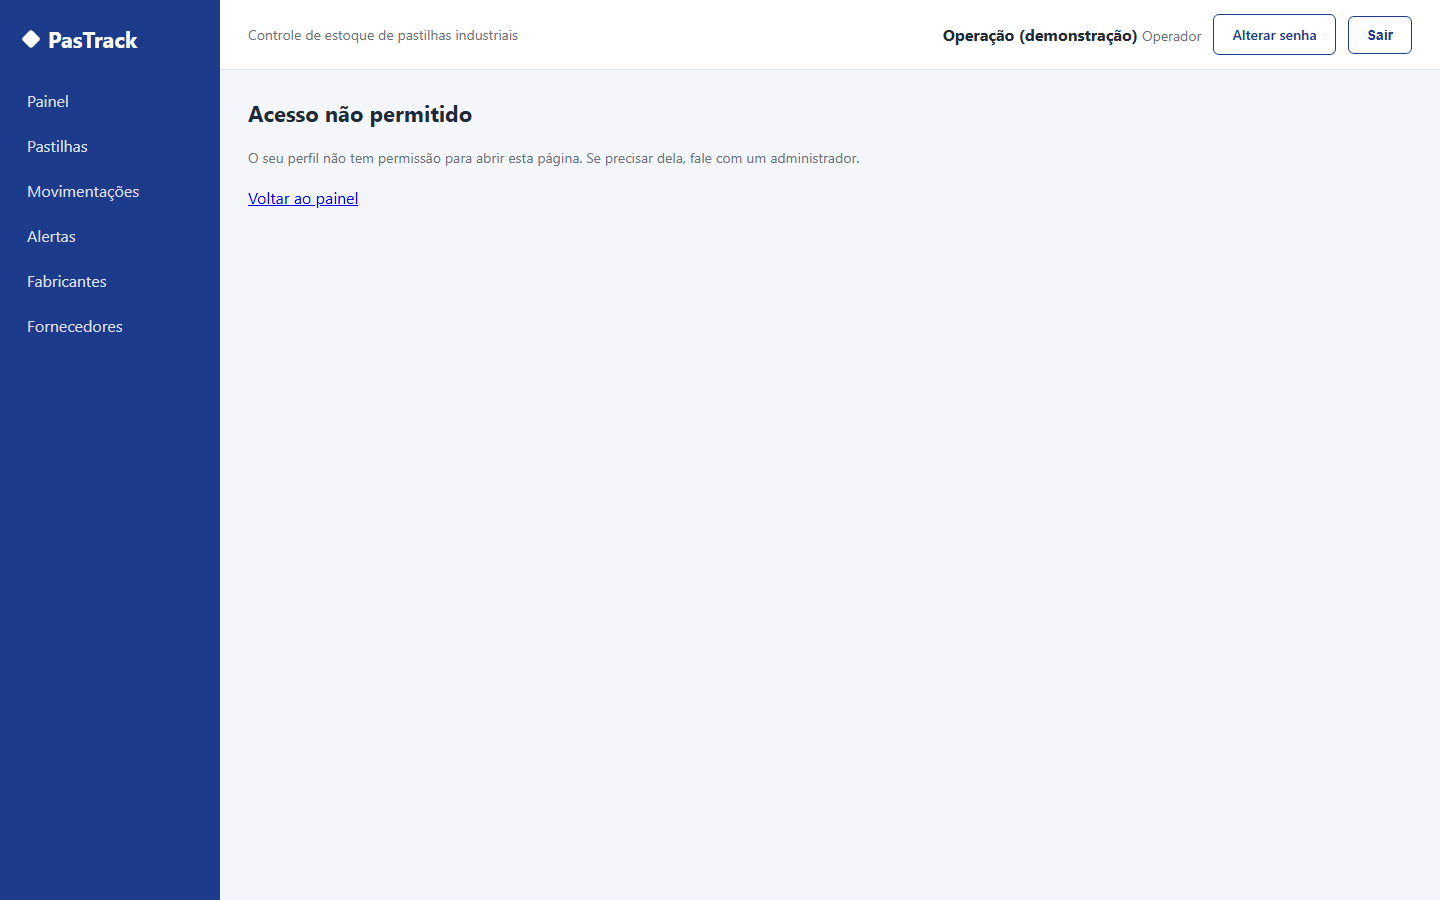 PasTrack
Painel
Pastilhas
Movimentações
Alertas
Fabricantes
Fornecedores
Controle de estoque de pastilhas industriais
Operação (demonstração) Operador
Alterar senha
Sair
Acesso não permitido
O seu perfil não tem permissão para abrir esta página. Se precisar dela, fale com um administrador.
Voltar ao painel